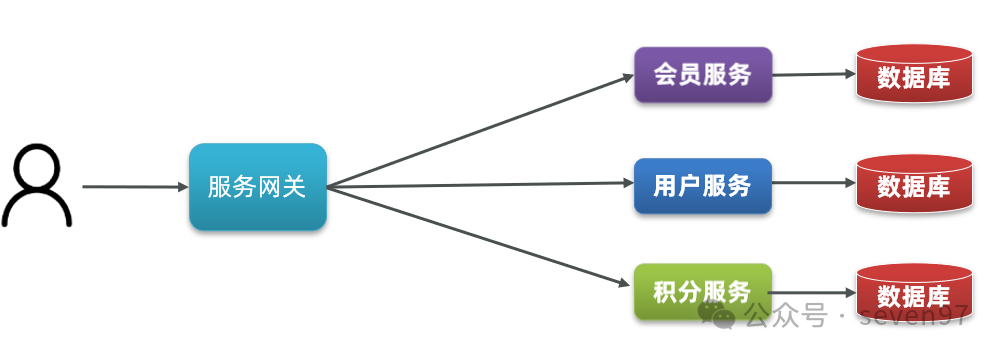 会员服务
数据库
服务网关
用户服务
数据库
积分服务
数据库
公众号 · seven97